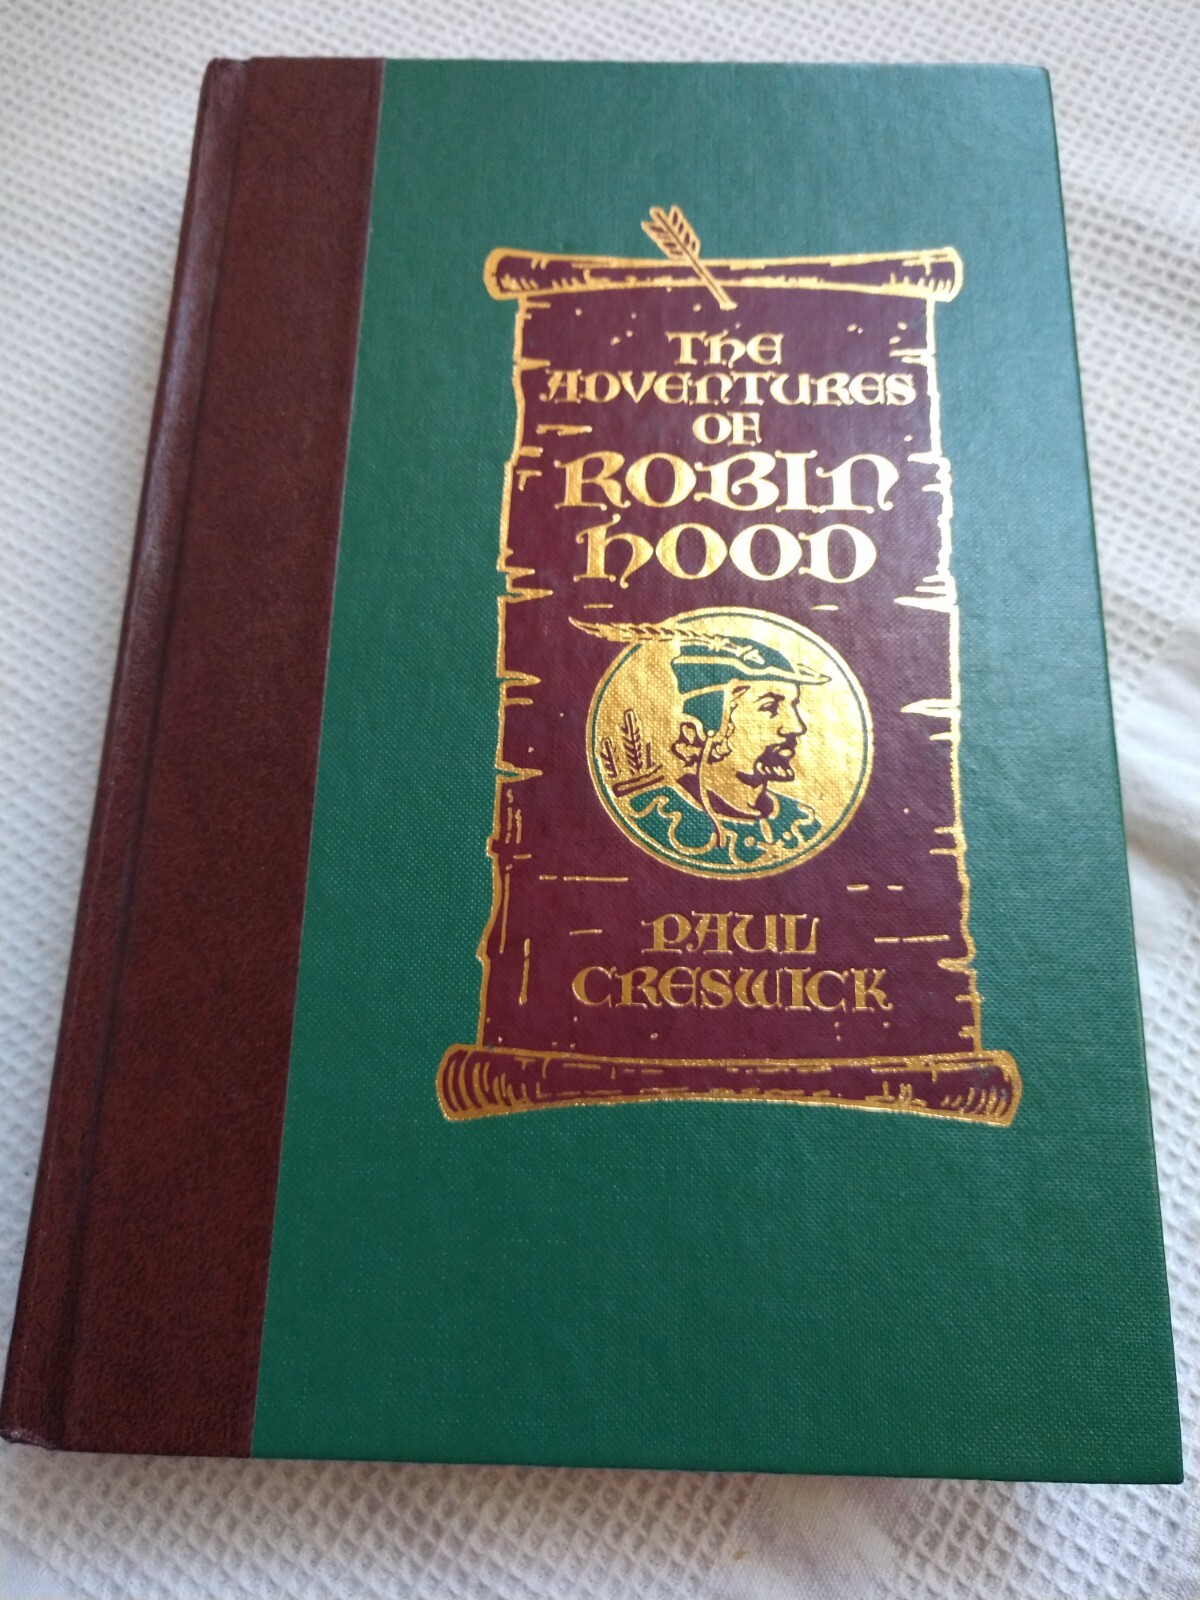 THE
ADVENTURES
OF
ROBIN
HOOD
PAUL
CRESWICK